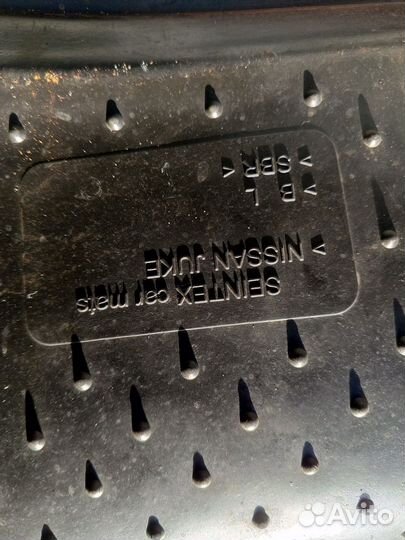 SEINTEX car mats
NISSAN JUKE
B L
> SBR <
Avito